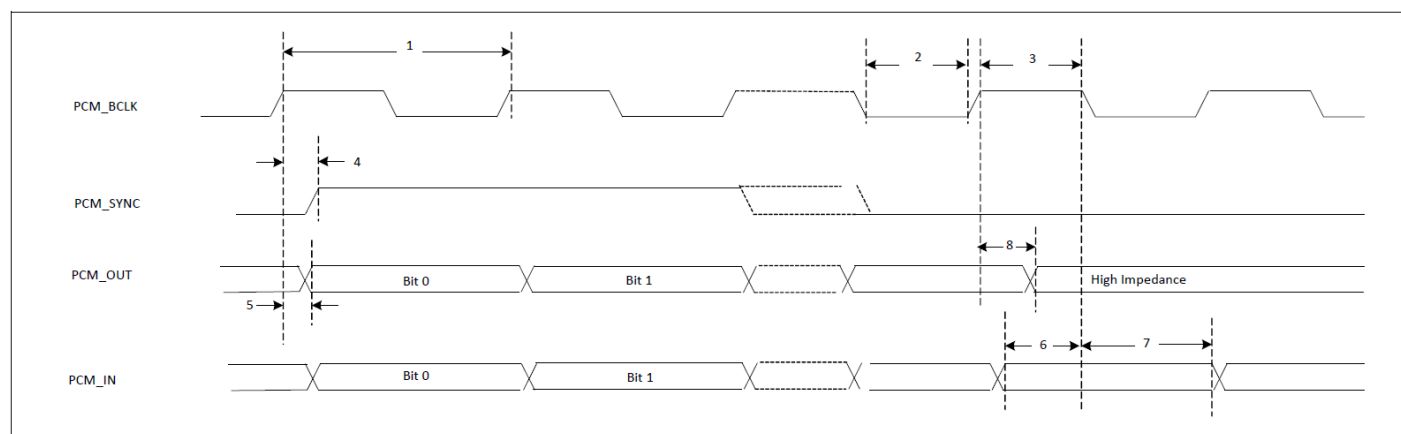 1
2
3
PCM_BCLK
4
PCM_SYNC
8
PCM_OUT
Bit 0
Bit 1
High Impedance
5
6
7
PCM_IN
Bit 0
Bit 1